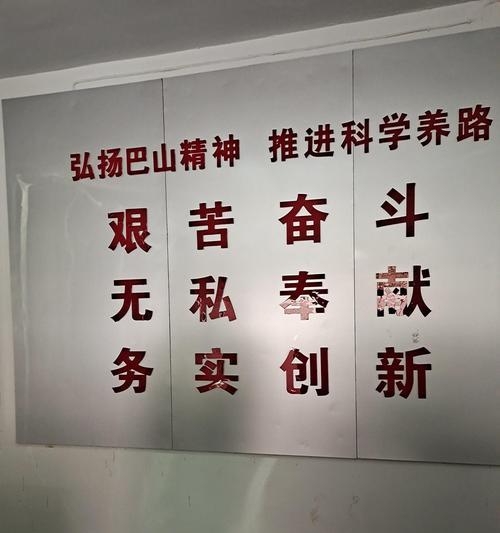 弘扬巴山精神 推进科学养路
艰苦奋斗
无私奉献
务实创新